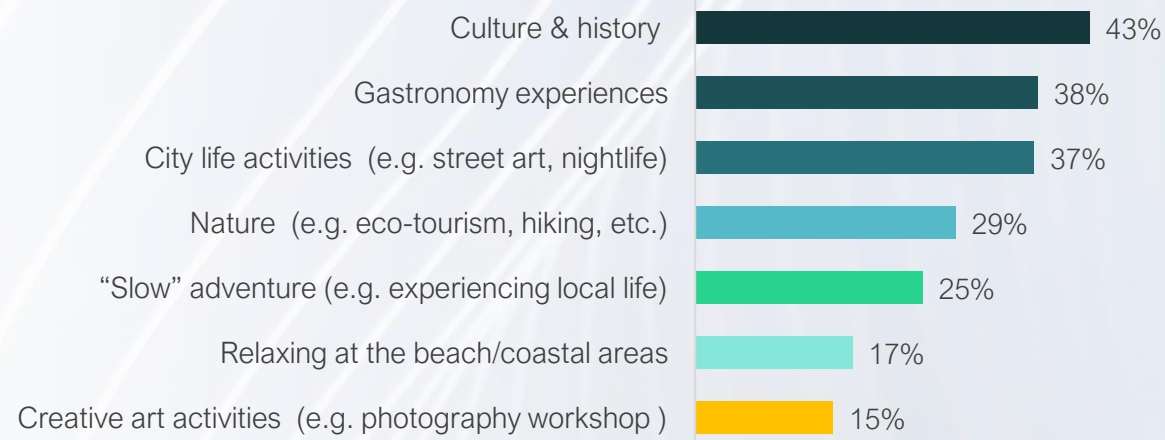 Culture & history 43%
Gastronomy experiences 38%
City life activities (e.g. street art, nightlife) 37%
Nature (e.g. eco-tourism, hiking, etc.) 29%
“Slow” adventure (e.g. experiencing local life) 25%
Relaxing at the beach/coastal areas 17%
Creative art activities (e.g. photography workshop ) 15%